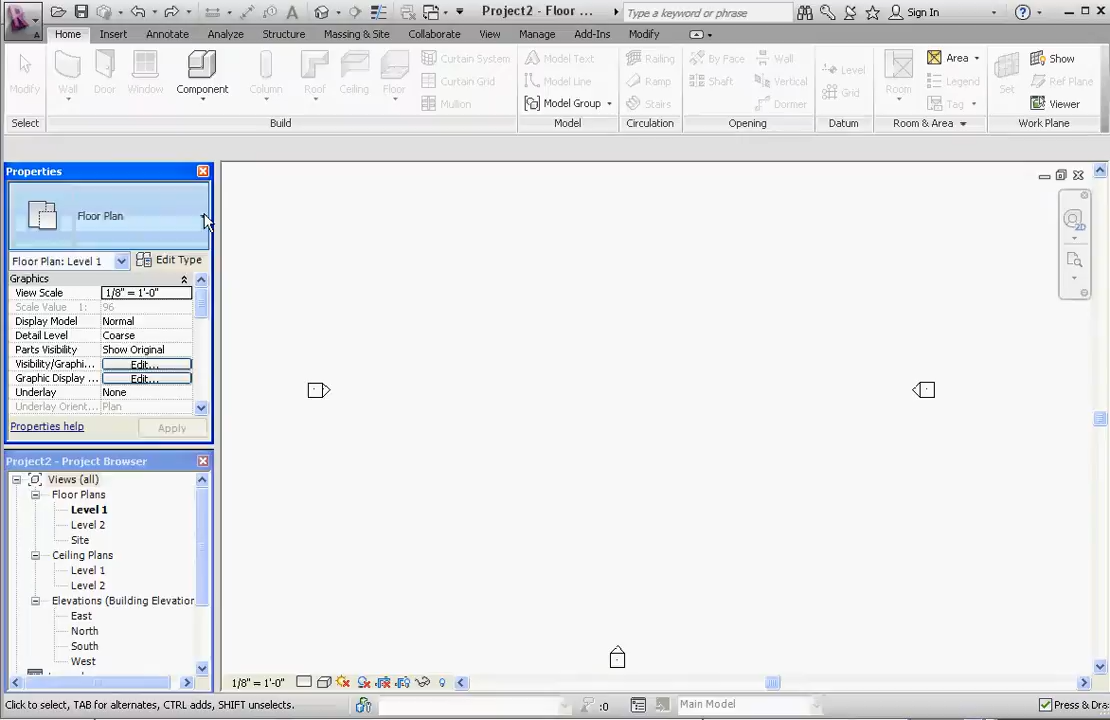 Project2 - Floor ...
Type a keyword or phrase
Sign In
Home Insert Annotate Analyze Structure Massing & Site Collaborate View Manage Add-Ins Modify
Modify
Wall
Door
Window
Component
Column
Roof
Ceiling
Floor
Curtain System
Curtain Grid
Mullion
Model Text
Model Line
Model Group
Railing
Ramp
Stairs
By Face
Shaft
Wall
Vertical
Dormer
Level
Grid
Room
Area
Legend
Tag
Set
Show
Ref Plane
Viewer
Select Build Model Circulation Opening Datum Room & Area Work Plane
Properties
Floor Plan
Floor Plan: Level 1 Edit Type
Graphics
View Scale 1/8" = 1'-0"
Scale Value 1: 96
Display Model Normal
Detail Level Coarse
Parts Visibility Show Original
Visibility/Graphi... Edit...
Graphic Display ... Edit...
Underlay None
Underlay Orient... Plan
Properties help Apply
Project2 - Project Browser
Views (all)
Floor Plans
Level 1
Level 2
Site
Ceiling Plans
Level 1
Level 2
Elevations (Building Elevation
East
North
South
West
2D
1/8" = 1'-0"
Click to select, TAB for alternates, CTRL adds, SHIFT unselects.
:0
Main Model
Press & Dra